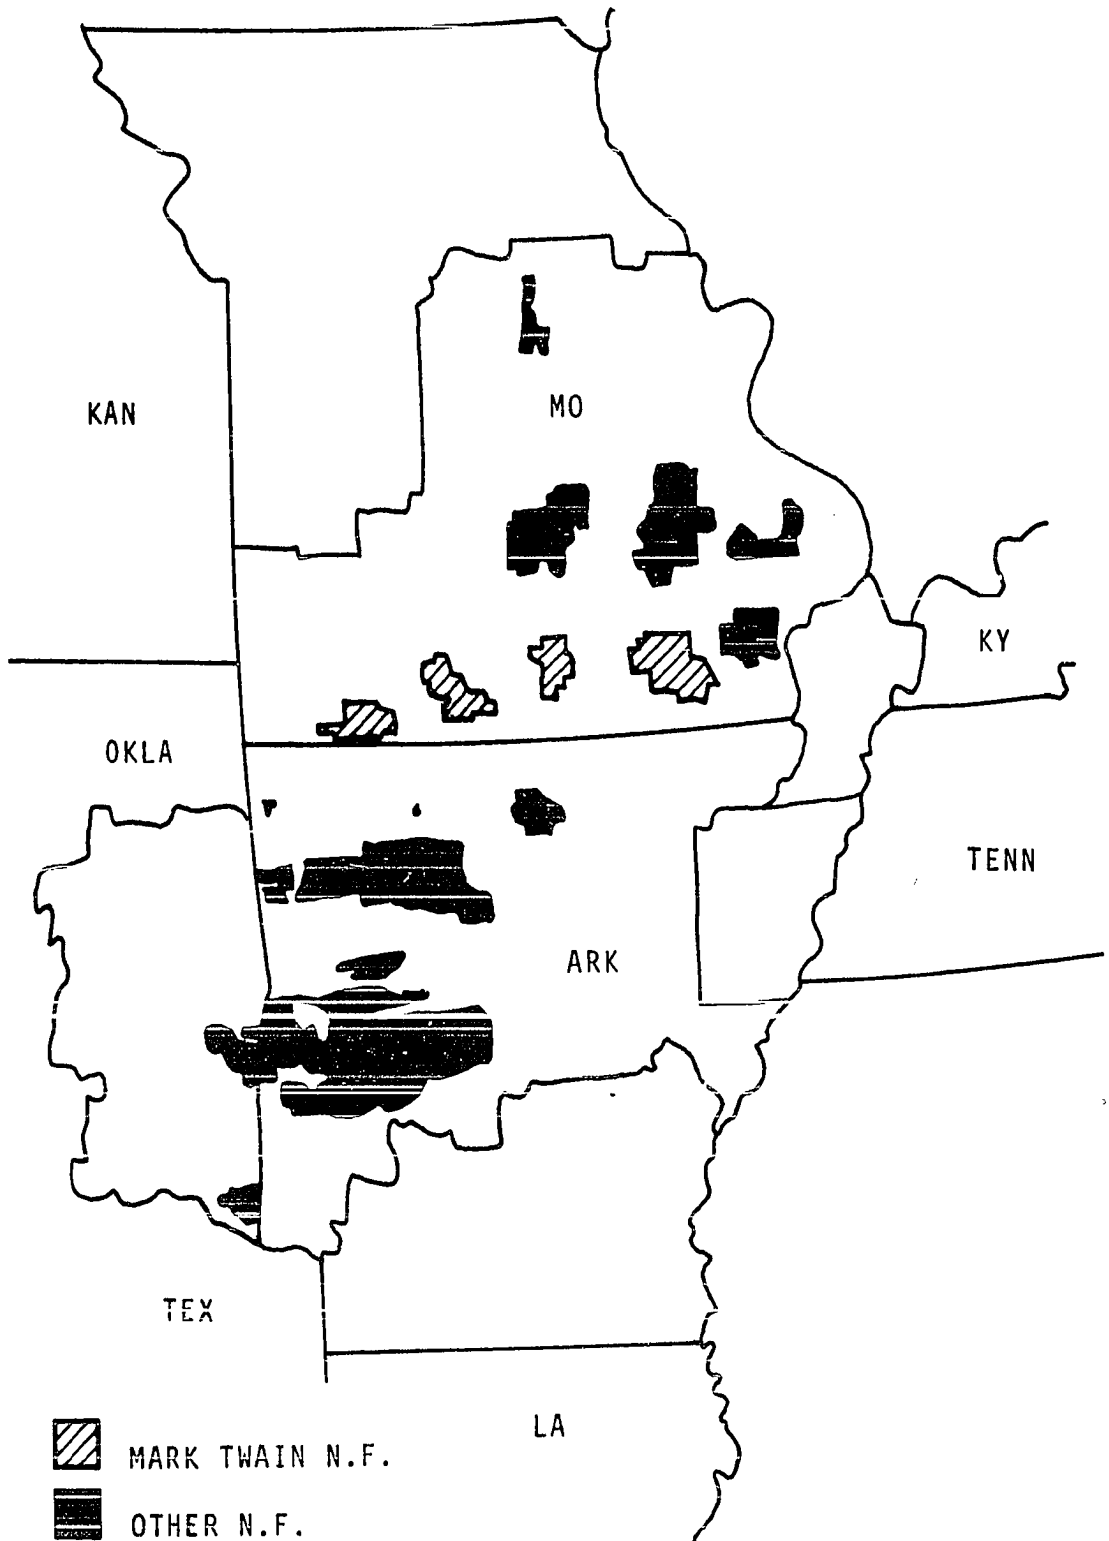 KAN
MO
KY
OKLA
TENN
ARK
TEX
LA
MARK TWAIN N.F.
OTHER N.F.